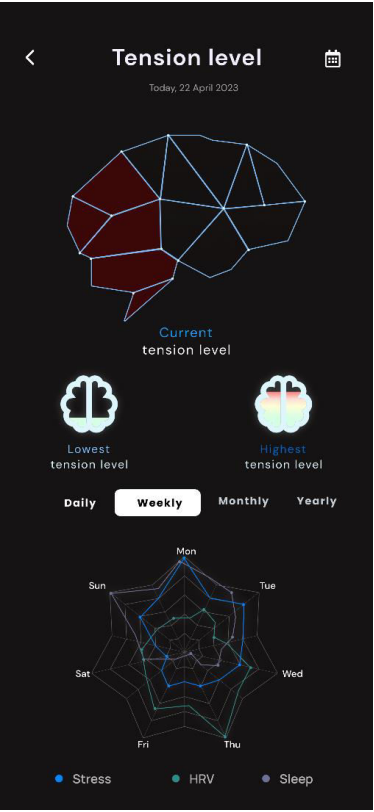 Tension level
Today, 22 April 2023
Current
tension level
Lowest
tension level
Highest
tension level
Daily
Weekly
Monthly
Yearly
Mon
Sun
Tue
Sat
Wed
Fri
Thu
Stress
HRV
Sleep